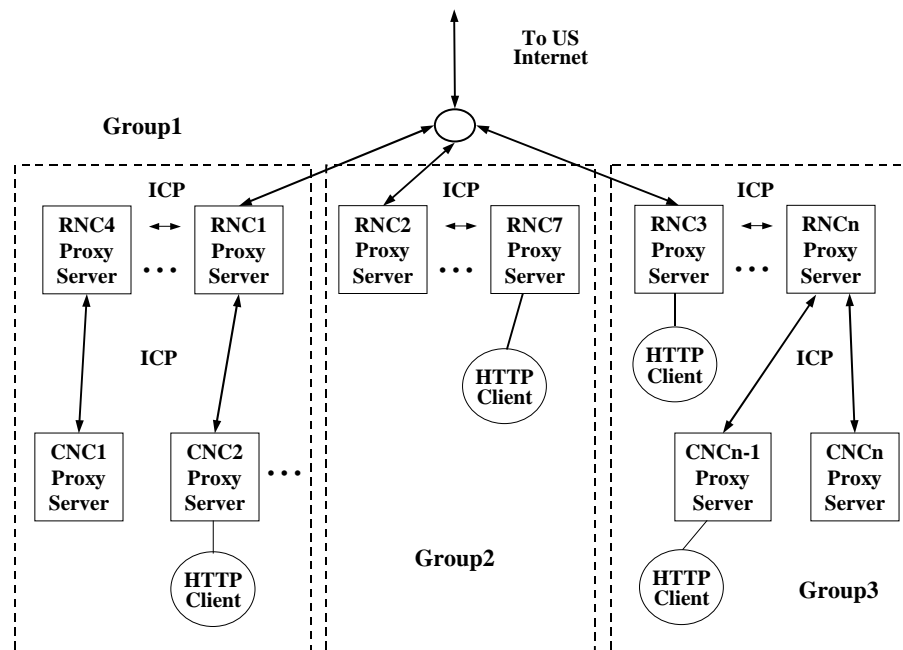 To US
Internet
Group1
ICP
ICP
ICP
RNC4
Proxy
Server
RNC1
Proxy
Server
RNC2
Proxy
Server
RNC7
Proxy
Server
RNC3
Proxy
Server
RNCn
Proxy
Server
ICP
ICP
HTTP
Client
HTTP
Client
CNC1
Proxy
Server
CNC2
Proxy
Server
CNCn-1
Proxy
Server
CNCn
Proxy
Server
Group2
HTTP
Client
HTTP
Client
Group3